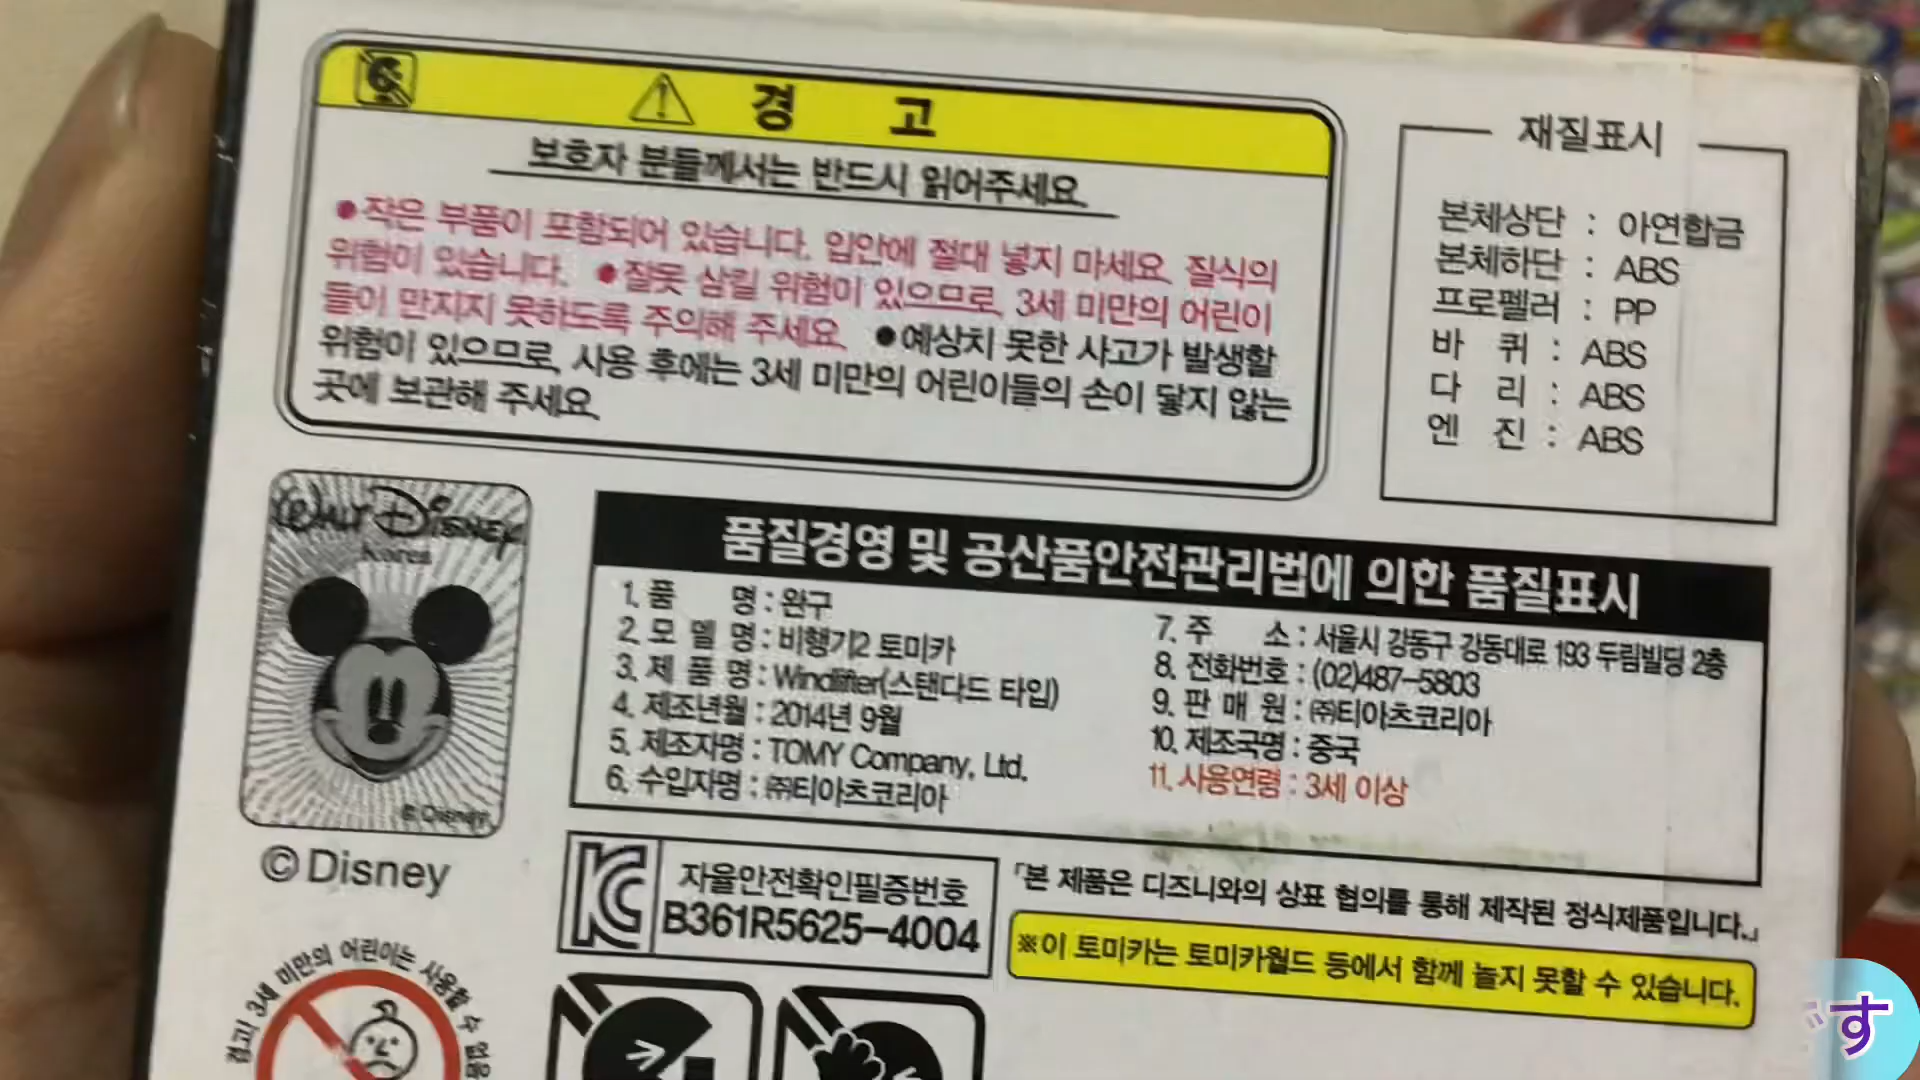 경 고
보호자 분들께서는 반드시 읽어주세요.
●작은 부품이 포함되어 있습니다. 입안에 절대 넣지 마세요. 질식의
위험이 있습니다. ●잘못 삼킬 위험이 있으므로, 3세 미만의 어린이
들이 만지지 못하도록 주의해 주세요. ●예상치 못한 사고가 발생할
위험이 있으므로, 사용 후에는 3세 미만의 어린이들의 손이 닿지 않는
곳에 보관해 주세요.
재질표시
본체상단 : 아연합금
본체하단 : ABS
프로펠러 : PP
바 퀴 : ABS
다 리 : ABS
엔 진 : ABS
WALT DISNEY
Korea
© Disney
©Disney
품질경영 및 공산품안전관리법에 의한 품질표시
1. 품 명 : 완구
2. 모 델 명 : 비행기2 토미카
3. 제 품 명 : Windlifter(스탠다드 타입)
4. 제조년월 : 2014년 9월
5. 제조자명 : TOMY Company, Ltd.
6. 수입자명 : ㈜티아츠코리아
7. 주 소 : 서울시 강동구 강동대로 193 두림빌딩 2층
8. 전화번호 : (02)487-5803
9. 판 매 원 : ㈜티아츠코리아
10. 제조국명 : 중국
11. 사용연령 : 3세 이상
자율안전확인필증번호
B361R5625-4004
「본 제품은 디즈니와의 상표 협의를 통해 제작된 정식제품입니다.」
※이 토미카는 토미카월드 등에서 함께 놀지 못할 수 있습니다.
경고! 3세 미만의 어린이는 사용할 수 없음
す